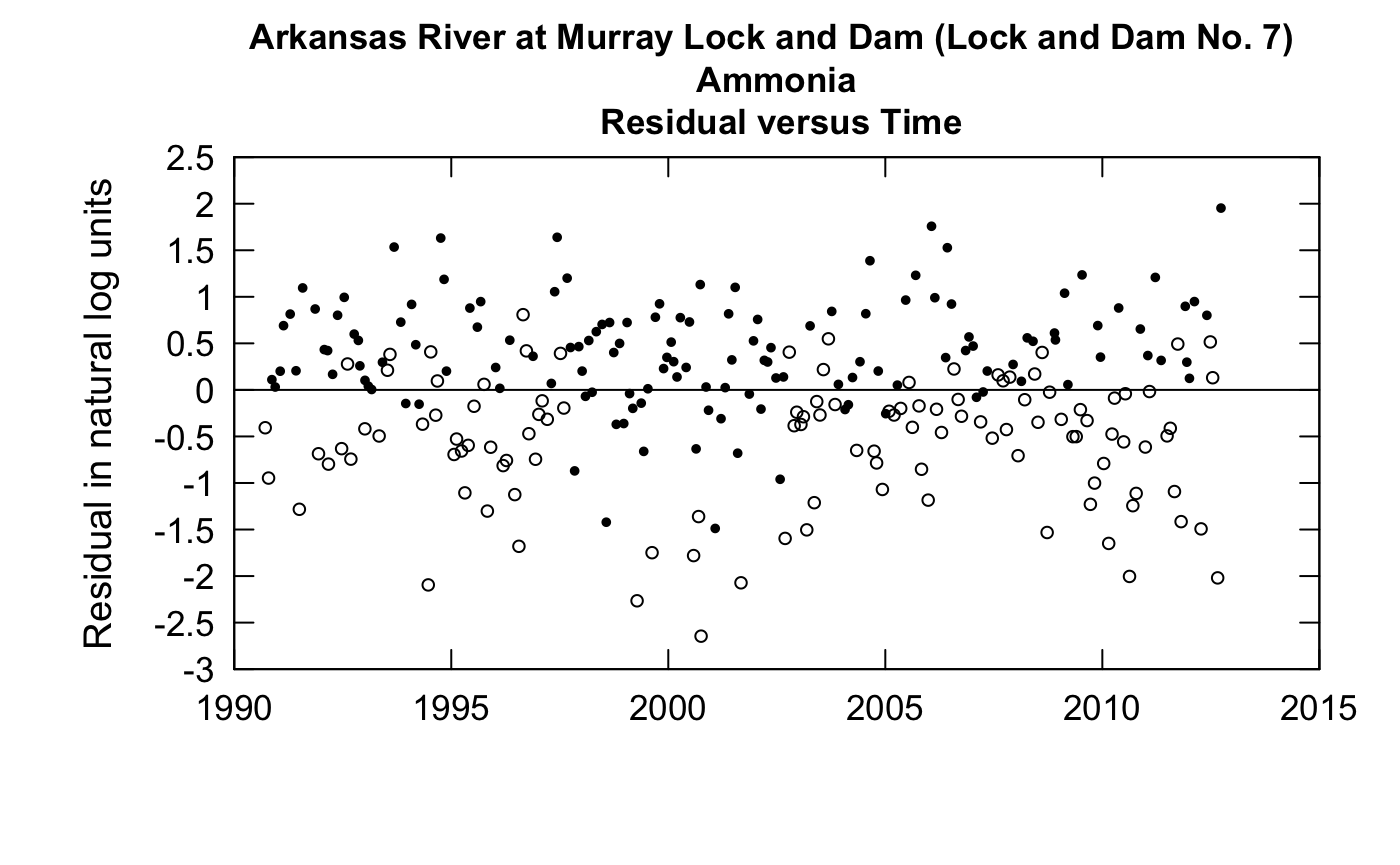 Arkansas River at Murray Lock and Dam (Lock and Dam No. 7)
Ammonia
Residual versus Time
Residual in natural log units
2.5
2
1.5
1
0.5
0
-0.5
-1
-1.5
-2
-2.5
-3
1990 1995 2000 2005 2010 2015